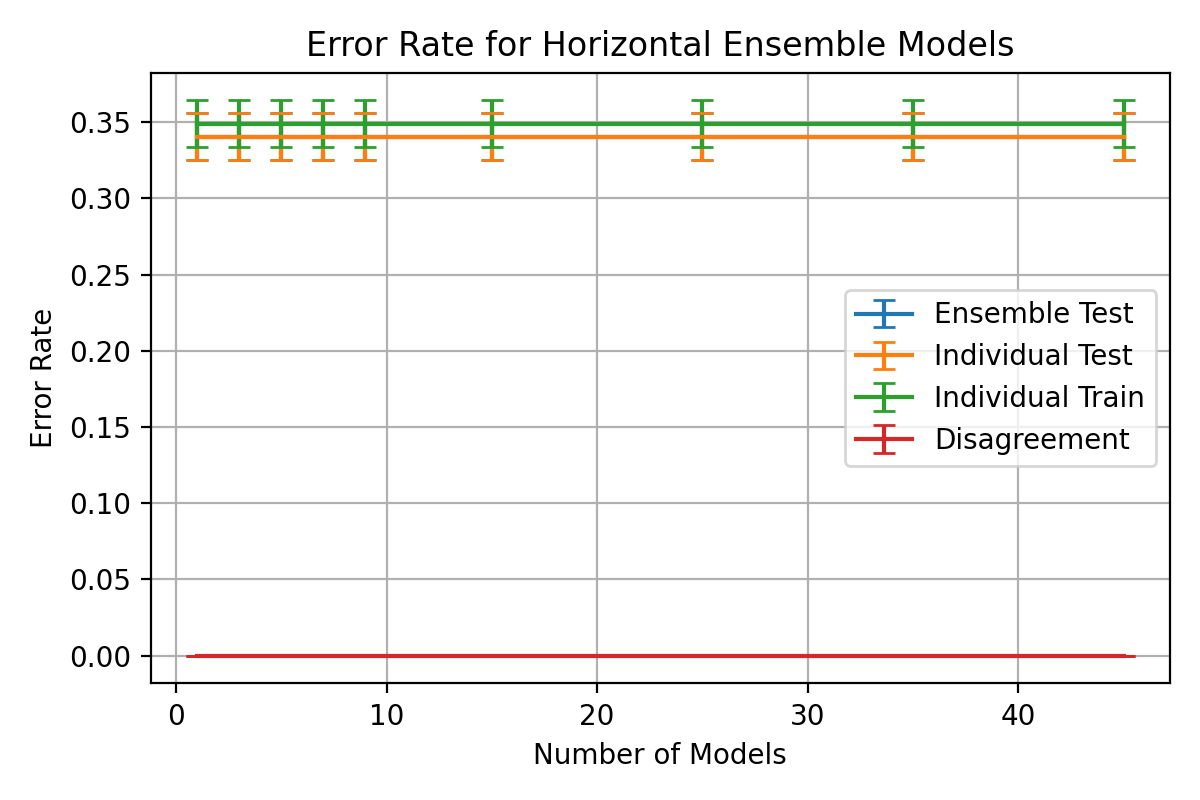 Error Rate for Horizontal Ensemble Models
0.35
0.30
0.25
0.20
0.15
0.10
0.05
0.00
Error Rate
Ensemble Test
Individual Test
Individual Train
Disagreement
0 10 20 30 40
Number of Models